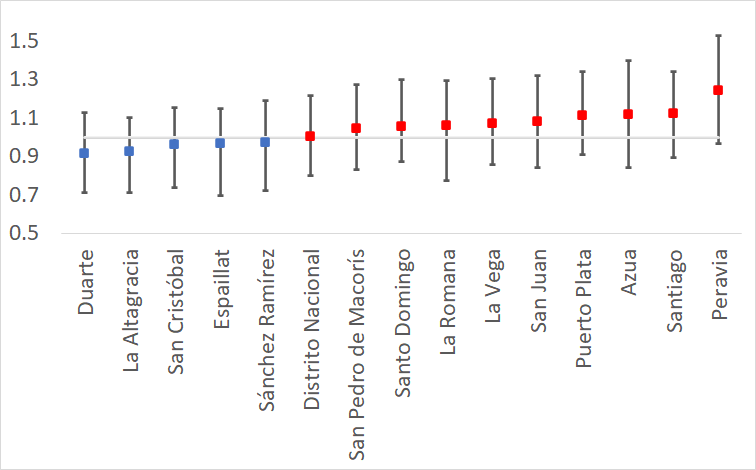 1.5
1.3
1.1
0.9
0.7
0.5
Duarte
La Altagracia
San Cristóbal
Espaillat
Sánchez Ramírez
Distrito Nacional
San Pedro de Macorís
Santo Domingo
La Romana
La Vega
San Juan
Puerto Plata
Azua
Santiago
Peravia